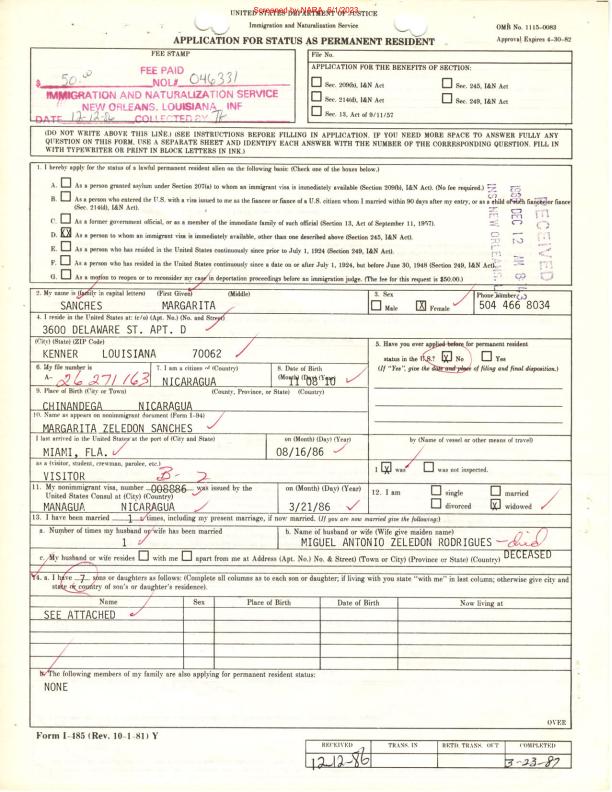 UNITED STATES DEPARTMENT OF JUSTICE
Screened by NARA, 6/1/2023
Immigration and Naturalization Service
OMB No. 1115-0083
APPLICATION FOR STATUS AS PERMANENT RESIDENT
Approval Expires 4-30-82
FEE STAMP
$ 50.00
FEE PAID
NOL# 046331
IMMIGRATION AND NATURALIZATION SERVICE
NEW ORLEANS, LOUISIANA, INF
DATE 12-12-86 COLLECTED BY
File No.
APPLICATION FOR THE BENEFITS OF SECTION:
Sec. 209(b), I&N Act
Sec. 245, I&N Act
Sec. 214(d), I&N Act
Sec. 249, I&N Act
Sec. 13, Act of 9/11/57
(DO NOT WRITE ABOVE THIS LINE.) (SEE INSTRUCTIONS BEFORE FILLING IN APPLICATION. IF YOU NEED MORE SPACE TO ANSWER FULLY ANY
QUESTION ON THIS FORM, USE A SEPARATE SHEET AND IDENTIFY EACH ANSWER WITH THE NUMBER OF THE CORRESPONDING QUESTION. FILL IN
WITH TYPEWRITER OR PRINT IN BLOCK LETTERS IN INK.)
1. I hereby apply for the status of a lawful permanent resident alien on the following basis: (Check one of the boxes below.)
A. As a person granted asylum under Section 207(a) to whom an immigrant visa is immediately available (Section 209(b), I&N Act). (No fee required.)
B. As a person who entered the U.S. with a visa issued to me as the fiancee or fiance of a U.S. citizen whom I married within 90 days after my entry, or as a child of such fiancee or fiance
(Sec. 214(d), I&N Act).
C. As a former government official, or as a member of the immediate family of such official (Section 13, Act of September 11, 1957).
D. XX As a person to whom an immigrant visa is immediately available, other than one described above (Section 245, I&N Act).
E. As a person who has resided in the United States continuously since prior to July 1, 1924 (Section 249, I&N Act).
F. As a person who has resided in the United States continuously since a date on or after July 1, 1924, but before June 30, 1948 (Section 249, I&N Act).
G. As a motion to reopen or to reconsider my case in deportation proceedings before an immigration judge. (The fee for this request is $50.00.)
RECEIVED
DEC 12 AM 8
INS NEW ORLEANS
2. My name is (family in capital letters) (First Given) (Middle)
SANCHES MARGARITA
3. Sex
Male
X Female
Phone Number
504 466 8034
4. I reside in the United States at: (c/o) (Apt. No.) (No. and Street)
3600 DELAWARE ST. APT. D
(City) (State) (ZIP Code)
KENNER LOUISIANA 70062
5. Have you ever applied before for permanent resident
status in the U.S.? X No Yes
(If "Yes", give the date and place of filing and final disposition.)
6. My file number is
A- 26 271 163
7. I am a citizen of (Country)
NICARAGUA
8. Date of Birth
(Month) (Day) (Year)
11 08 10
9. Place of Birth (City or Town) (County, Province, or State) (Country)
CHINANDEGA NICARAGUA
10. Name as appears on nonimmigrant document (Form I-94)
MARGARITA ZELEDON SANCHES
I last arrived in the United States at the port of (City and State)
MIAMI, FLA.
on (Month) (Day) (Year)
08/16/86
by (Name of vessel or other means of travel)
as a (visitor, student, crewman, parolee, etc.)
VISITOR B-2
I X was was not inspected.
11. My nonimmigrant visa, number 008886 was issued by the
United States Consul at (City) (Country)
MANAGUA NICARAGUA
on (Month) (Day) (Year)
3/21/86
12. I am
single
married
divorced
X widowed
13. I have been married 1 times, including my present marriage, if now married. (If you are now married give the following:)
a. Number of times my husband or wife has been married
1
b. Name of husband or wife (Wife give maiden name)
MIGUEL ANTONIO ZELEDON RODRIGUES - did
DECEASED
c. My husband or wife resides with me apart from me at Address (Apt. No.) No. & Street) (Town or City) (Province or State) (Country)
14. a. I have 7 sons or daughters as follows: (Complete all columns as to each son or daughter; if living with you state "with me" in last column; otherwise give city and
state or country of son's or daughter's residence).
Name Sex Place of Birth Date of Birth Now living at
SEE ATTACHED
b. The following members of my family are also applying for permanent resident status:
NONE
OVER
Form I-485 (Rev. 10-1-81) Y
RECEIVED TRANS. IN RETD. TRANS. OUT COMPLETED
12-12-86 3-23-87